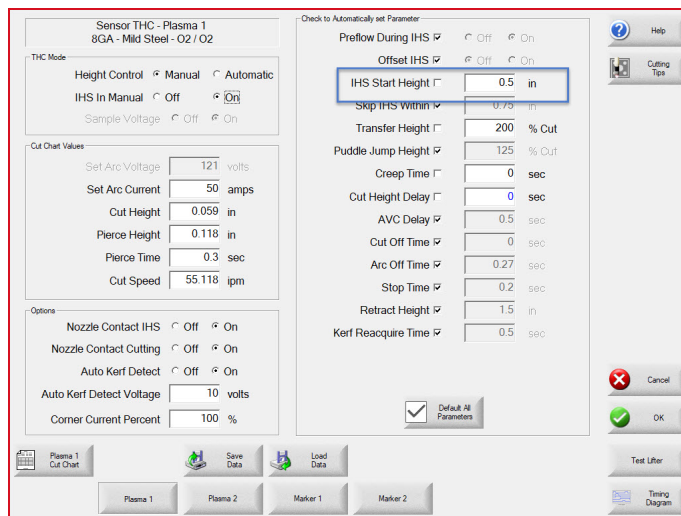 Sensor THC - Plasma 1
8GA - Mild Steel - O2 / O2
THC Mode
Height Control Manual Automatic
IHS In Manual Off On
Sample Voltage Off On
Cut Chart Values
Set Arc Voltage 121 volts
Set Arc Current 50 amps
Cut Height 0.059 in
Pierce Height 0.118 in
Pierce Time 0.3 sec
Cut Speed 55.118 ipm
Options
Nozzle Contact IHS Off On
Nozzle Contact Cutting Off On
Auto Kerf Detect Off On
Auto Kerf Detect Voltage 10 volts
Corner Current Percent 100 %
Check to Automatically set Parameter
Preflow During IHS Off On
Offset IHS Off On
IHS Start Height 0.5 in
Skip IHS Within 0.75 in
Transfer Height 200 % Cut
Puddle Jump Height 125 % Cut
Creep Time 0 sec
Cut Height Delay 0 sec
AVC Delay 0.5 sec
Cut Off Time 0 sec
Arc Off Time 0.27 sec
Stop Time 0.2 sec
Retract Height 1.5 in
Kerf Reacquire Time 0.5 sec
Default All
Parameters
Help
Cutting
Tips
Cancel
OK
Test Lifter
Timing
Diagram
Plasma 1
Cut Chart
Save
Data
Load
Data
Plasma 1
Plasma 2
Marker 1
Marker 2